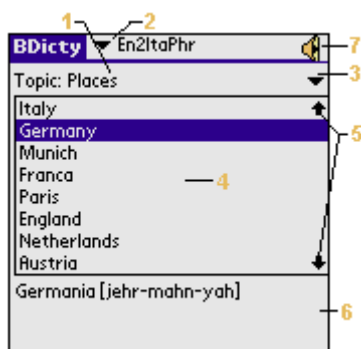 1 2
BDicty En2ItaPhr 7
Topic: Places 3
Italy
Germany 5
Munich
Franca 4
Paris
England
Netherlands
Austria
Germania [jehr-mahn-yah] 6